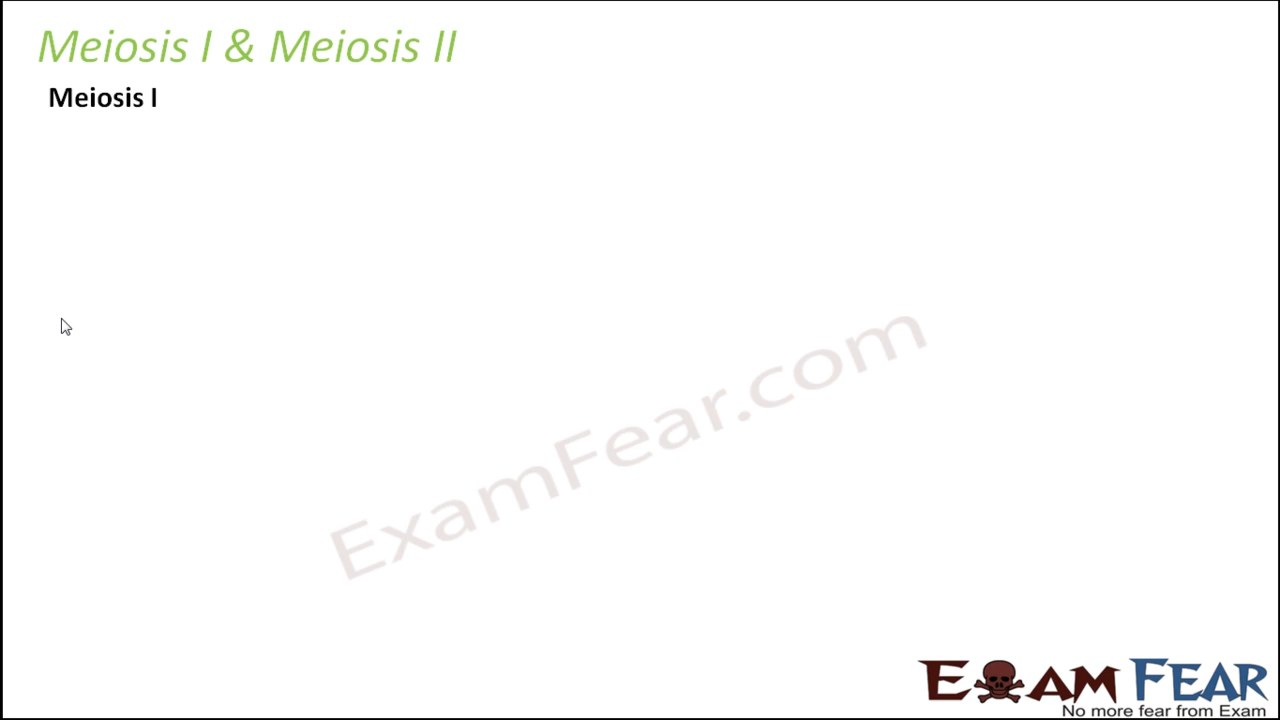 Meiosis I & Meiosis II
Meiosis I
ExamFear.com
EXAM FEAR
No more fear from Exam